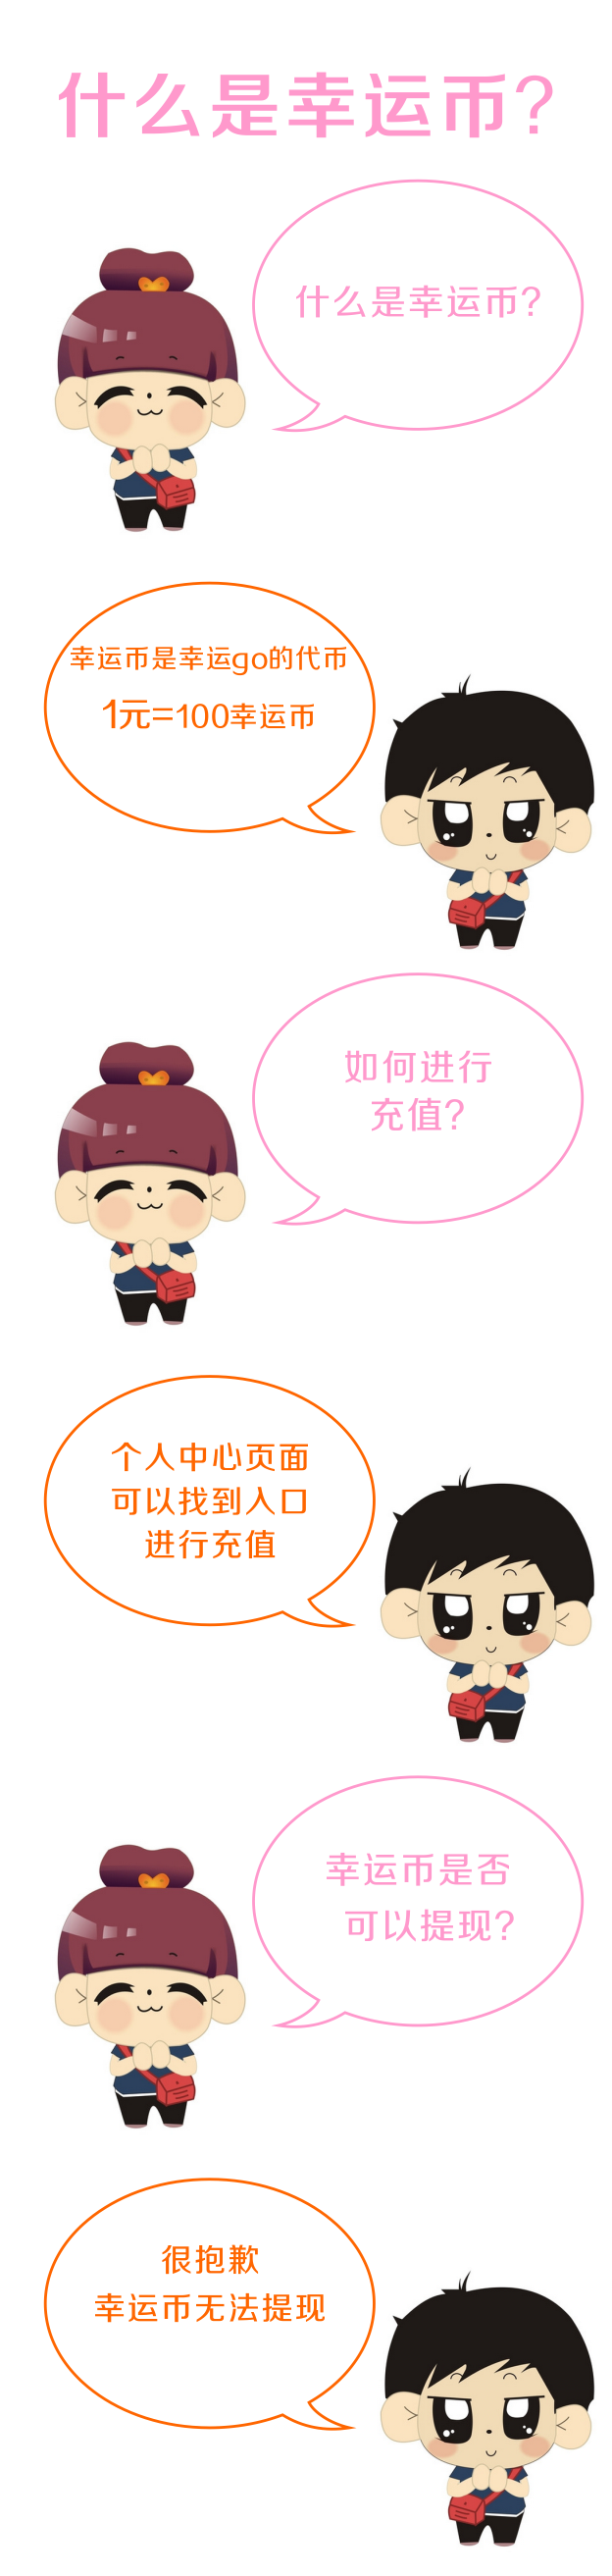 什么是幸运币?
什么是幸运币?
幸运币是幸运go的代币
1元=100幸运币
如何进行
充值?
个人中心页面
可以找到入口
进行充值
幸运币是否
可以提现?
很抱歉
幸运币无法提现